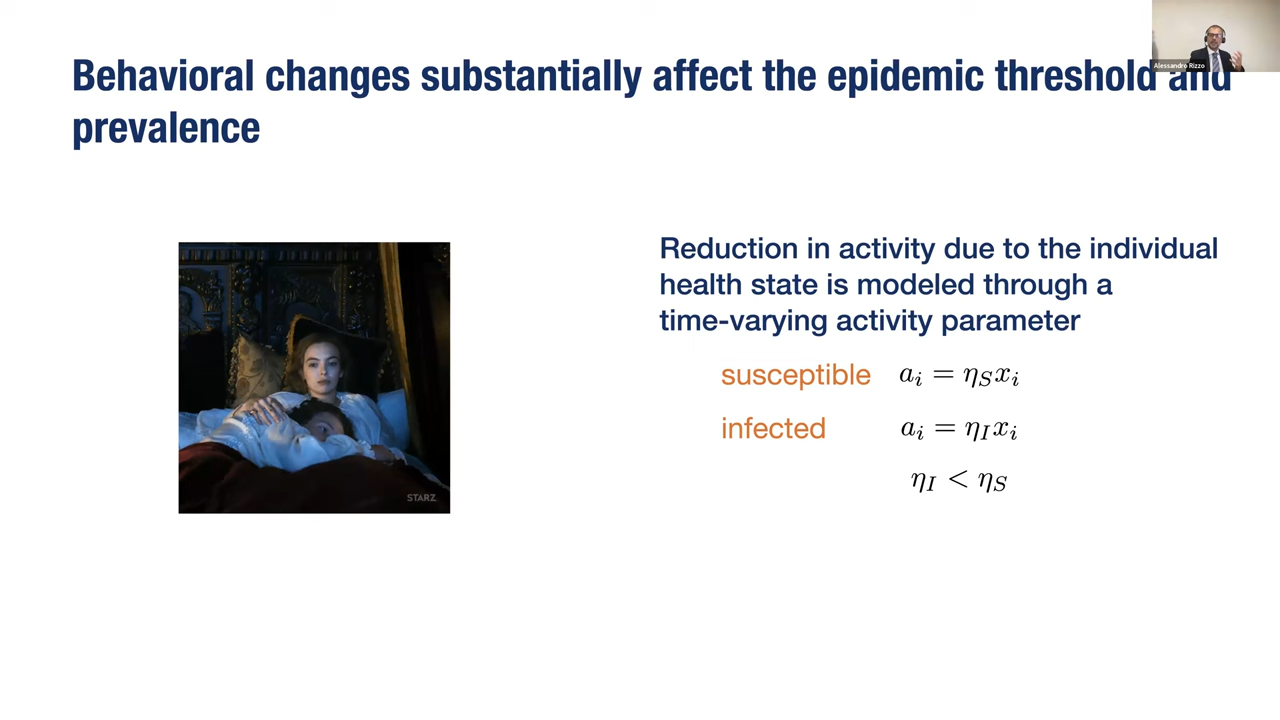 Alessandro Rizzo
Behavioral changes substantially affect the epidemic threshold and
prevalence
Reduction in activity due to the individual
health state is modeled through a
time-varying activity parameter
susceptible a_i = η_S x_i
infected a_i = η_I x_i
η_I < η_S
STARZ